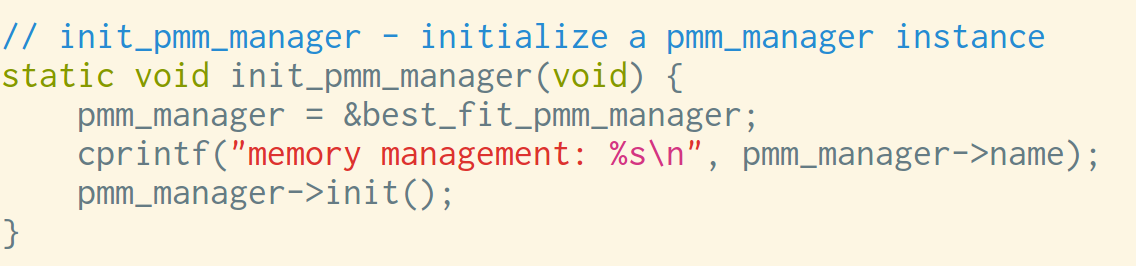 // init_pmm_manager - initialize a pmm_manager instance
static void init_pmm_manager(void) {
    pmm_manager = &best_fit_pmm_manager;
    cprintf("memory management: %s\n", pmm_manager->name);
    pmm_manager->init();
}